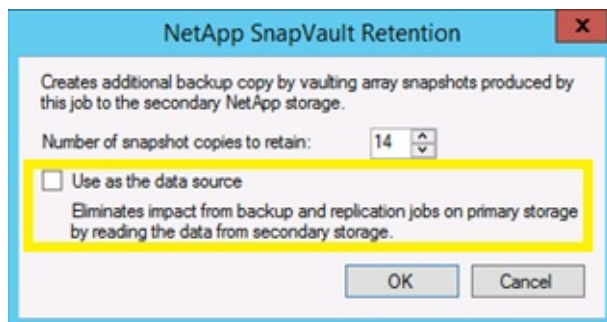 NetApp SnapVault Retention
x
Creates additional backup copy by vaulting array snapshots produced by
this job to the secondary NetApp storage.
Number of snapshot copies to retain: 14
Use as the data source
Eliminates impact from backup and replication jobs on primary storage
by reading the data from secondary storage.
OK Cancel